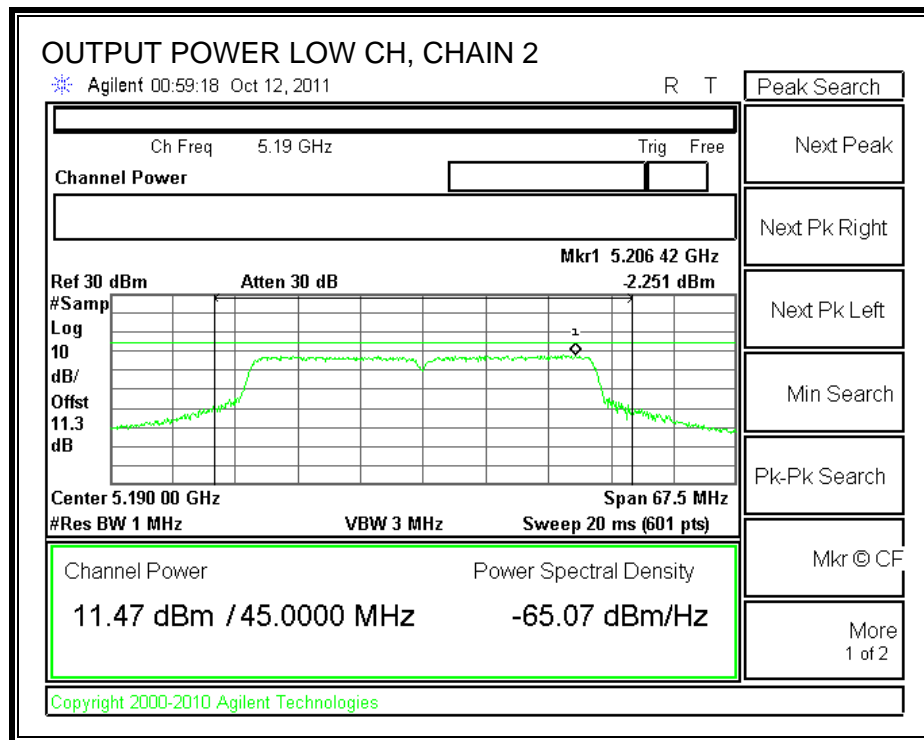 OUTPUT POWER LOW CH, CHAIN 2
Agilent 00:59:18 Oct 12, 2011 R T
Peak Search
Ch Freq 5.19 GHz Trig Free
Channel Power
Mkr1 5.206 42 GHz
Ref 30 dBm Atten 30 dB -2.251 dBm
#Samp
Log
10
dB/
Offst
11.3
dB
1
Center 5.190 00 GHz Span 67.5 MHz
#Res BW 1 MHz VBW 3 MHz Sweep 20 ms (601 pts)
Channel Power Power Spectral Density
11.47 dBm / 45.0000 MHz -65.07 dBm/Hz
Next Peak
Next Pk Right
Next Pk Left
Min Search
Pk-Pk Search
Mkr © CF
More
1 of 2
Copyright 2000-2010 Agilent Technologies